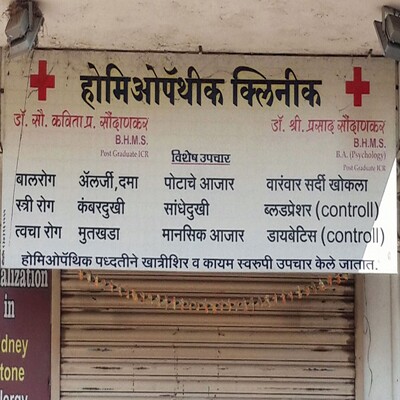 होमिओपॅथीक क्लिनीक
डॉ. सौ. कविता प्र. सौंदाणकर
B.H.M.S.
Post Graduate ICR
डॉ. श्री. प्रसाद सौंदाणकर
B.H.M.S.
B.A. (Psychology)
Post Graduate ICR
विशेष उपचार
बालरोग ॲलर्जी,दमा पोटाचे आजार वारंवार सर्दी खोकला
स्त्री रोग कंबरदुखी सांधेदुखी ब्लडप्रेशर (controll)
त्वचा रोग मुतखडा मानसिक आजार डायबेटिस (controll)
होमिओपॅथिक पध्दतीने खात्रीशिर व कायम स्वरुपी उपचार केले जातात.
alization
in
dney
tone
lergy